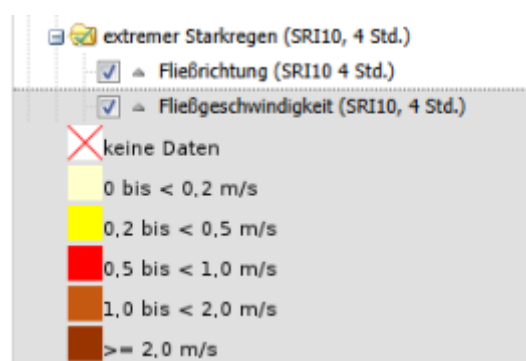 extremer Starkregen (SRI10, 4 Std.)
Fließrichtung (SRI10 4 Std.)
Fließgeschwindigkeit (SRI10, 4 Std.)
keine Daten
0 bis < 0,2 m/s
0,2 bis < 0,5 m/s
0,5 bis < 1,0 m/s
1,0 bis < 2,0 m/s
>= 2,0 m/s